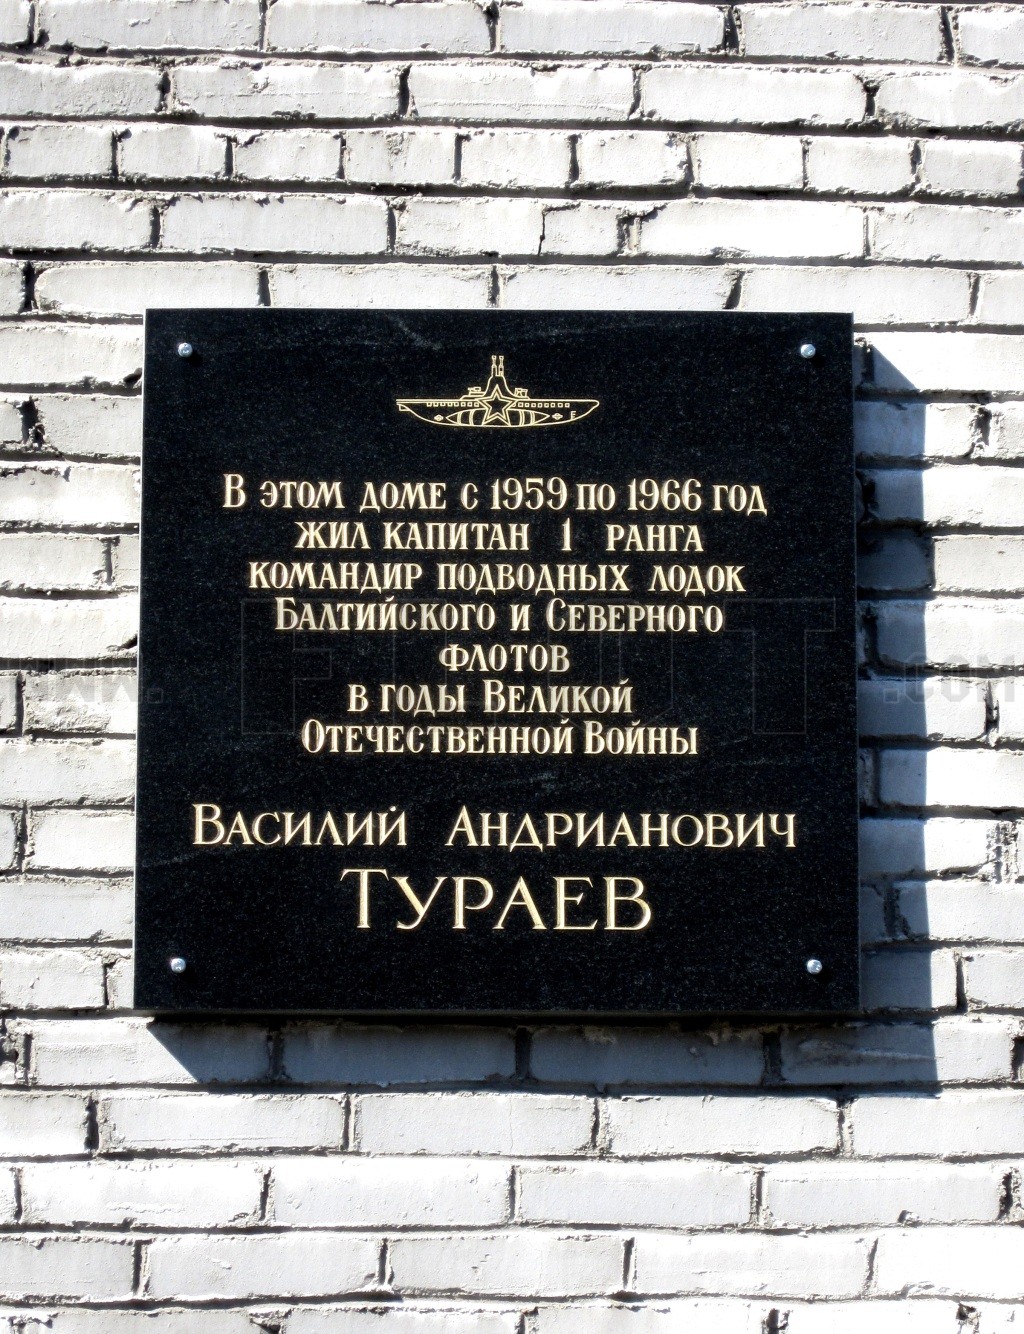 В этом доме с 1959 по 1966 год
жил капитан 1 ранга
командир подводных лодок
Балтийского и Северного
флотов
в годы Великой
Отечественной Войны
Василий Андрианович
Тураев